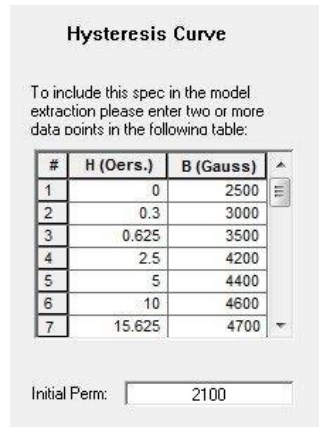 Hysteresis Curve
To include this spec in the model
extraction please enter two or more
data points in the following table:
# H (Oers.) B (Gauss)
1 0 2500
2 0.3 3000
3 0.625 3500
4 2.5 4200
5 5 4400
6 10 4600
7 15.625 4700
Initial Perm: 2100